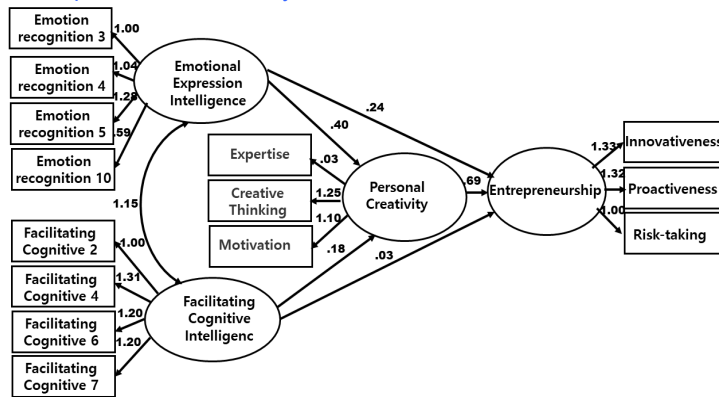 Emotion
recognition 3
1.00
Emotion
recognition 4
1.04
Emotion
recognition 5
1.28
Emotion
recognition 10
.59
Emotional
Expression
Intelligence
.24
.40
Expertise
.03
Creative
Thinking
1.25
Motivation
1.10
Personal
Creativity
.69
Entrepreneurship
1.33
Innovativeness
1.32
Proactiveness
1.00
Risk-taking
1.15
.18
.03
Facilitating
Cognitive 2
1.00
Facilitating
Cognitive 4
1.31
Facilitating
Cognitive 6
1.20
Facilitating
Cognitive 7
1.20
Facilitating
Cognitive
Intelligenc